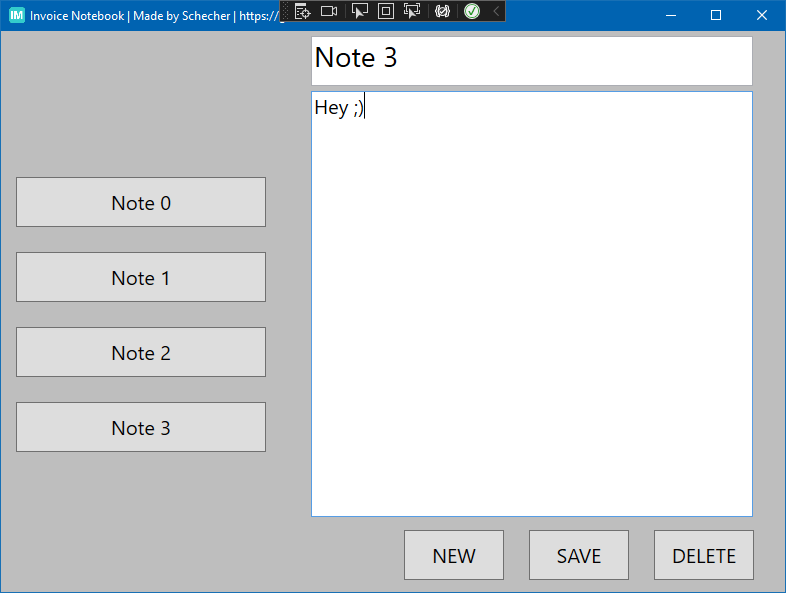 IM Invoice Notebook | Made by Schecher | https://
Note 3
Hey ;)
Note 0
Note 1
Note 2
Note 3
NEW SAVE DELETE